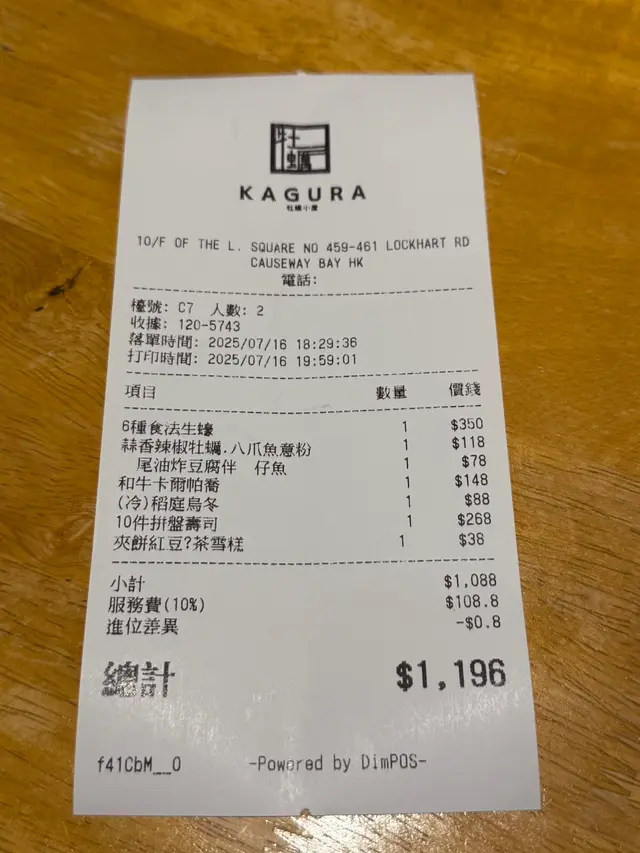 牡蠣
KAGURA
牡蠣小屋
10/F OF THE L. SQUARE NO 459-461 LOCKHART RD
CAUSEWAY BAY HK
電話:
檯號: C7 人數: 2
收據: 120-5743
落單時間: 2025/07/16 18:29:36
打印時間: 2025/07/16 19:59:01
項目 數量 價錢
6種食法生蠔 1 $350
蒜香辣椒牡蠣.八爪魚意粉 1 $118
尾油炸豆腐伴 仔魚 1 $78
和牛卡爾帕喬 1 $148
(冷)稻庭烏冬 1 $88
10件拼盤壽司 1 $268
夾餅紅豆?茶雪糕 1 $38
小計 $1,088
服務費(10%) $108.8
進位差異 -$0.8
總計 $1,196
f41CbM__0 -Powered by DimPOS-